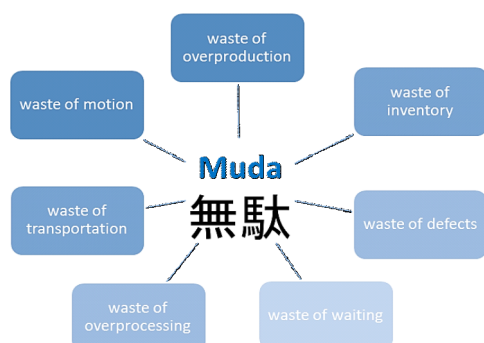 waste of
overproduction
waste of motion
waste of
inventory
Muda
無駄
waste of
transportation
waste of defects
waste of
overprocessing
waste of waiting